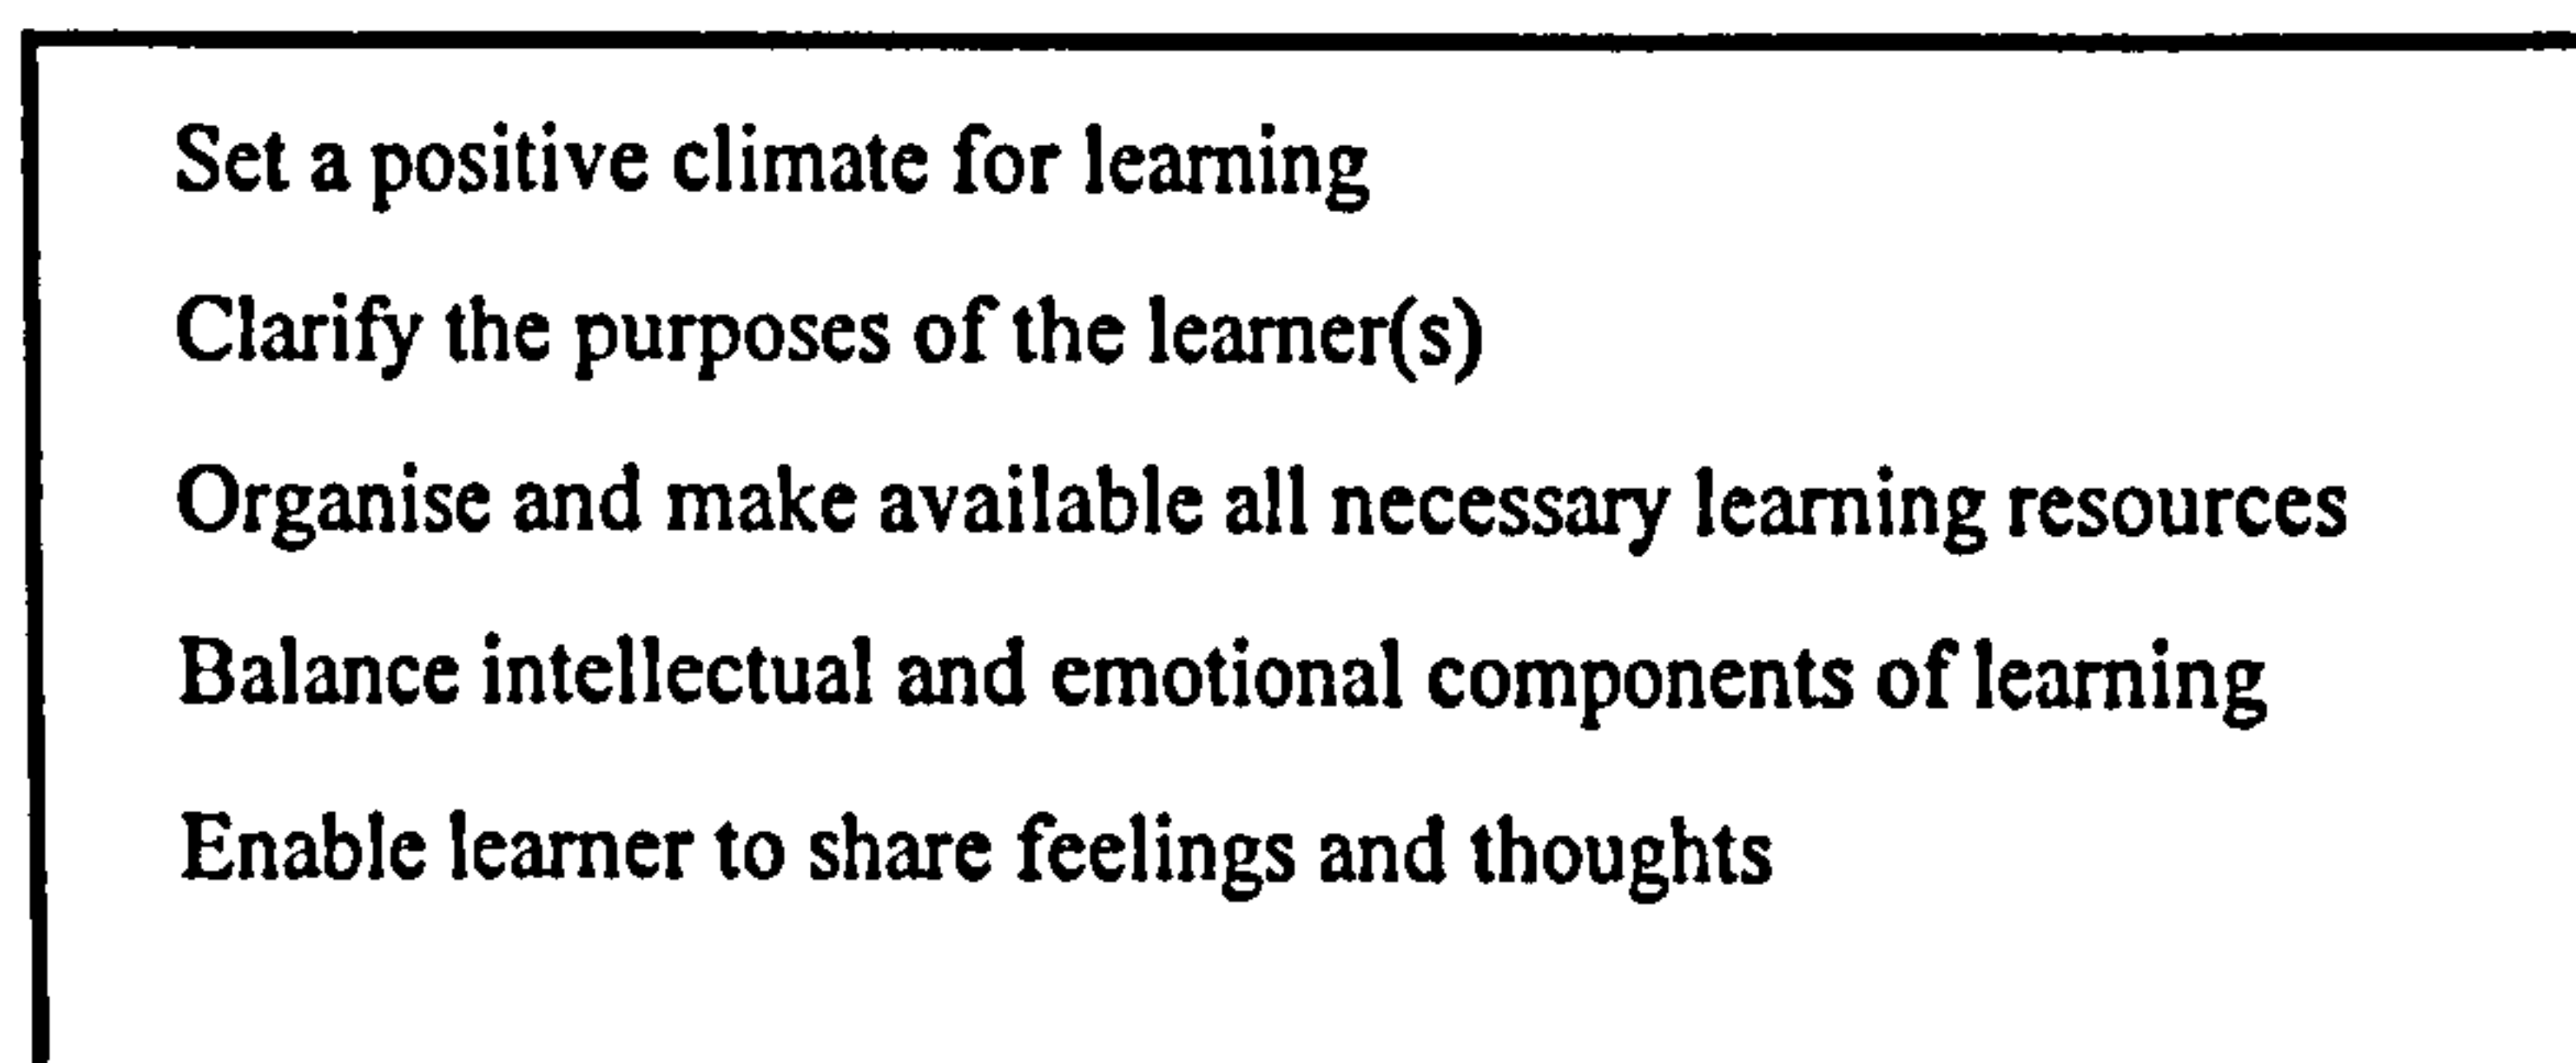 Set a positive climate for learning
Clarify the purposes of the learner(s)
Organise and make available all necessary learning resources
Balance intellectual and emotional components of learning
Enable learner to share feelings and thoughts